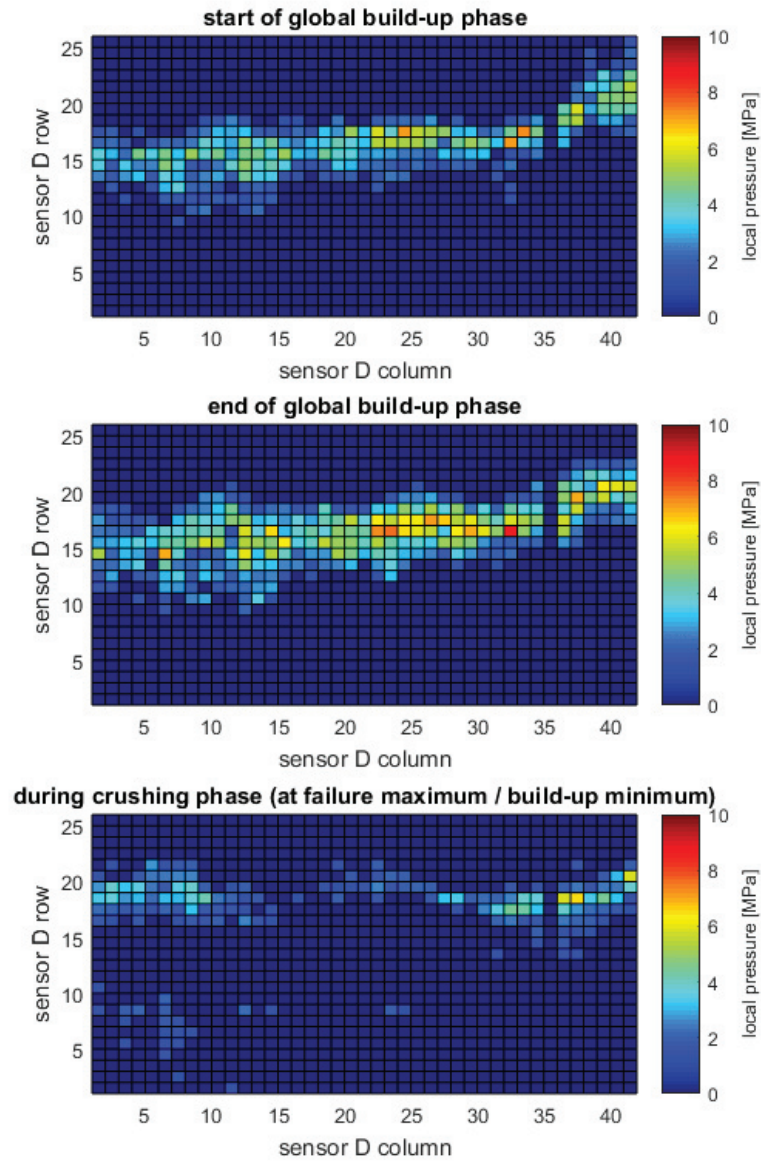 start of global build-up phase
25
20
15
10
5
sensor D row
5 10 15 20 25 30 35 40
sensor D column
10
8
6
4
2
0
local pressure [MPa]
end of global build-up phase
25
20
15
10
5
sensor D row
5 10 15 20 25 30 35 40
sensor D column
10
8
6
4
2
0
local pressure [MPa]
during crushing phase (at failure maximum / build-up minimum)
25
20
15
10
5
sensor D row
5 10 15 20 25 30 35 40
sensor D column
10
8
6
4
2
0
local pressure [MPa]